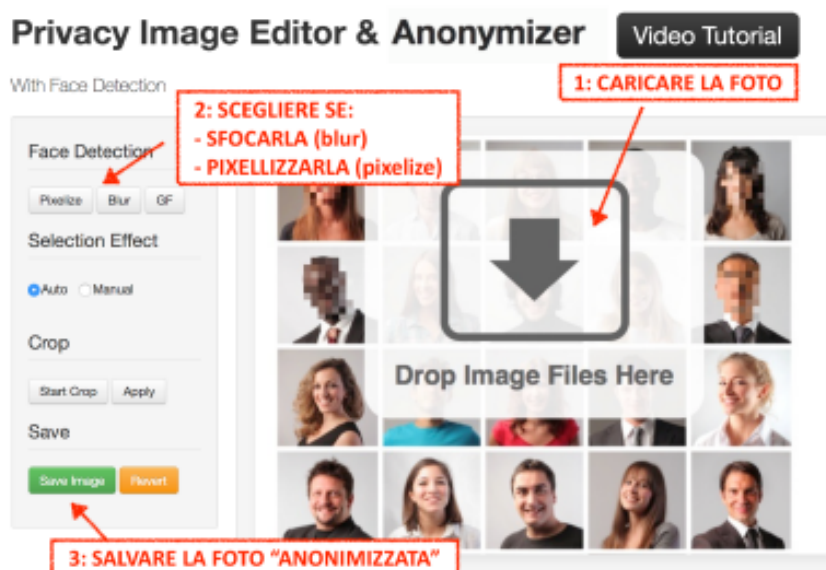 Privacy Image Editor & Anonymizer
Video Tutorial
With Face Detection
1: CARICARE LA FOTO
2: SCEGLIERE SE:
- SFOCARLA (blur)
- PIXELLIZZARLA (pixelize)
Face Detection
Pixelize Blur GF
Selection Effect
Auto Manual
Crop
Start Crop Apply
Save
Save Image Revert
Drop Image Files Here
3: SALVARE LA FOTO “ANONIMIZZATA”